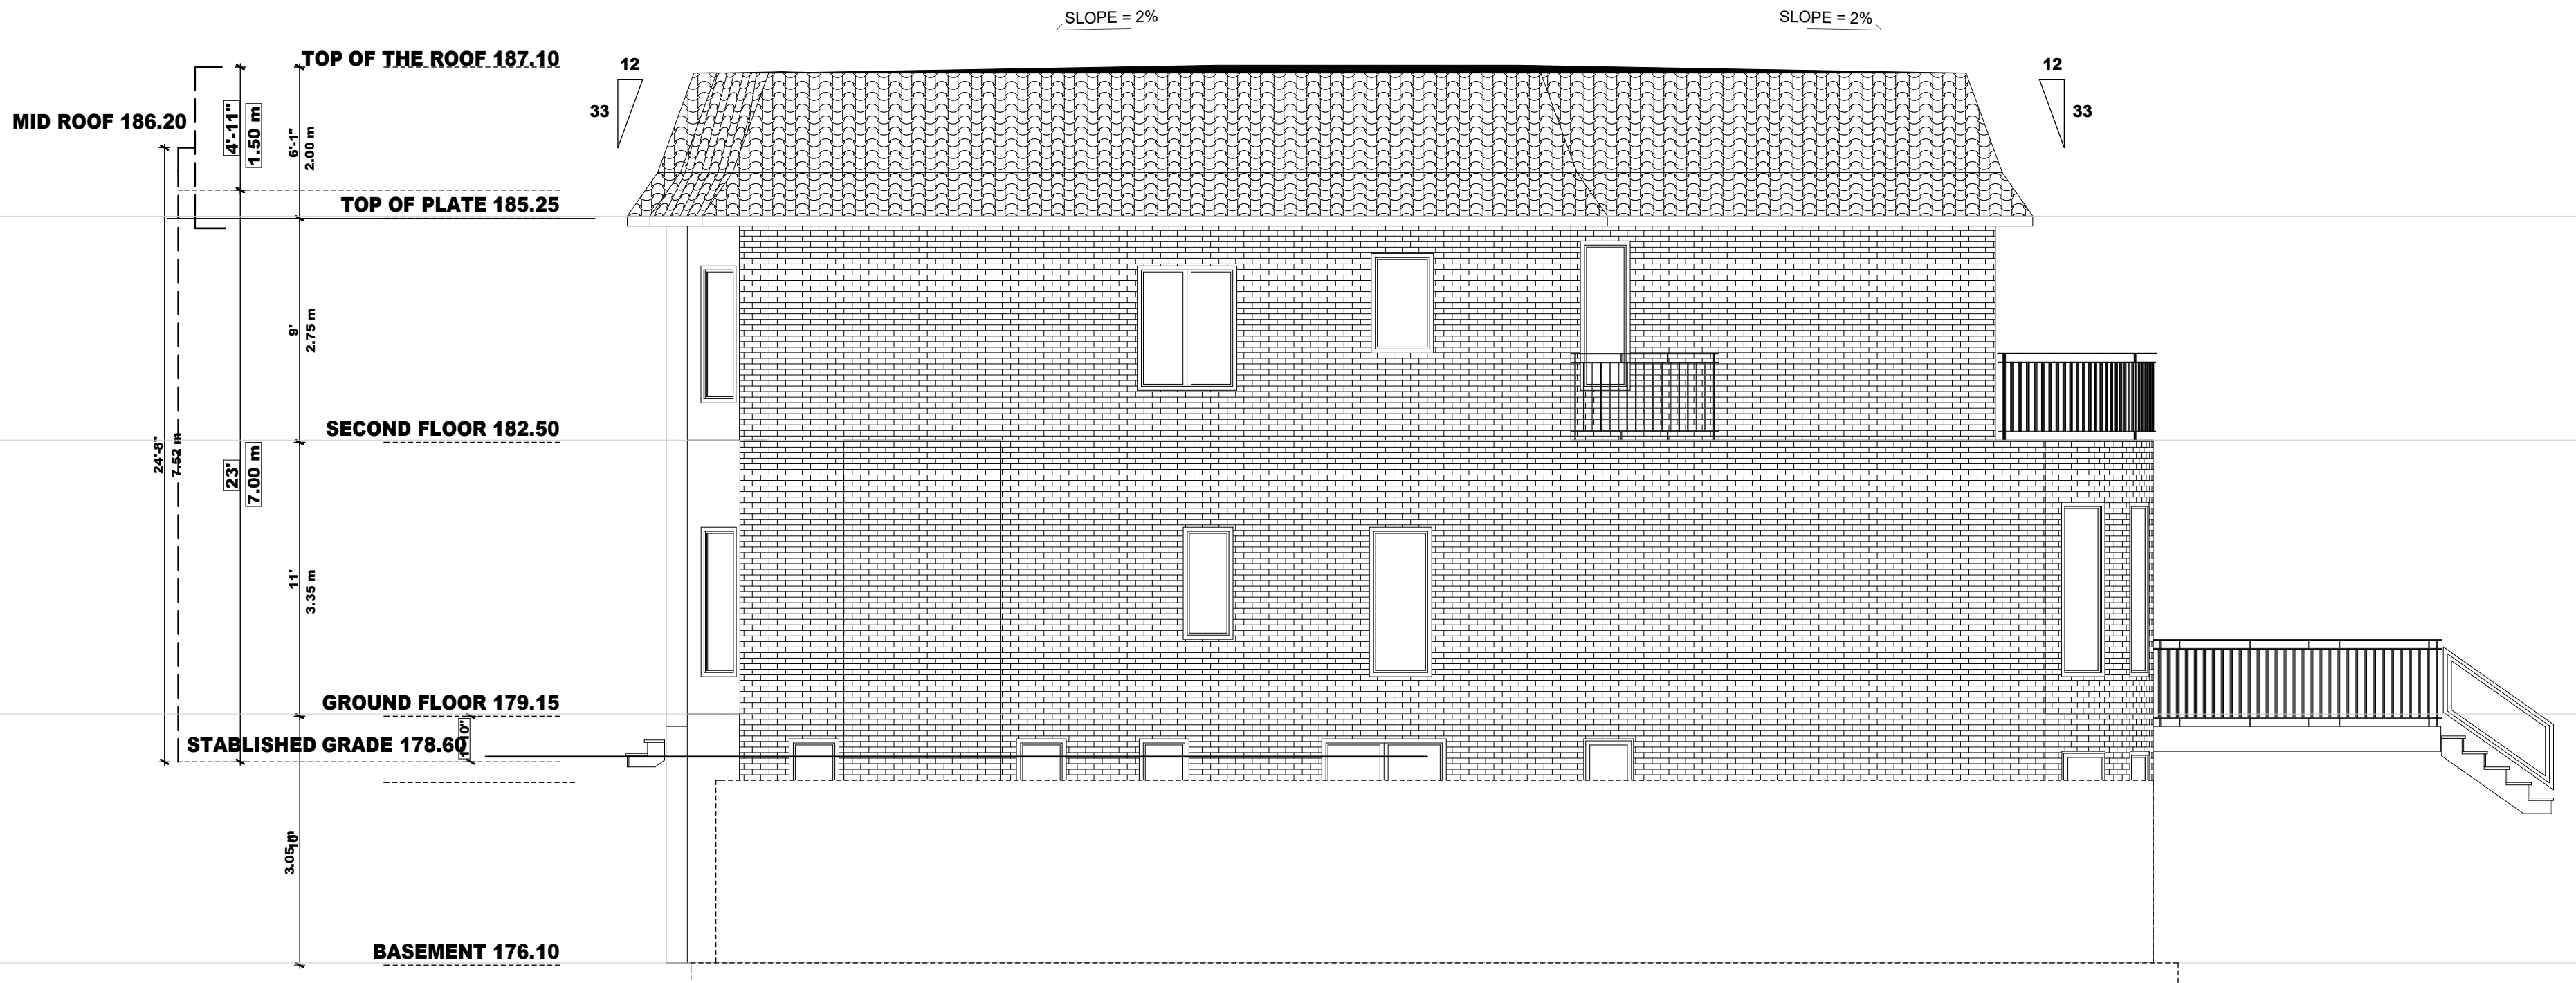 SLOPE = 2%
SLOPE = 2%
TOP OF THE ROOF 187.10
12
33
12
33
MID ROOF 186.20
4'-11"
1.50 m
6'-1"
2.00 m
TOP OF PLATE 185.25
9'
2.75 m
SECOND FLOOR 182.50
24'-8"
7.52 m
23'
7.00 m
11'
3.35 m
GROUND FLOOR 179.15
STABLISHED GRADE 178.60
3.05 m
BASEMENT 176.10